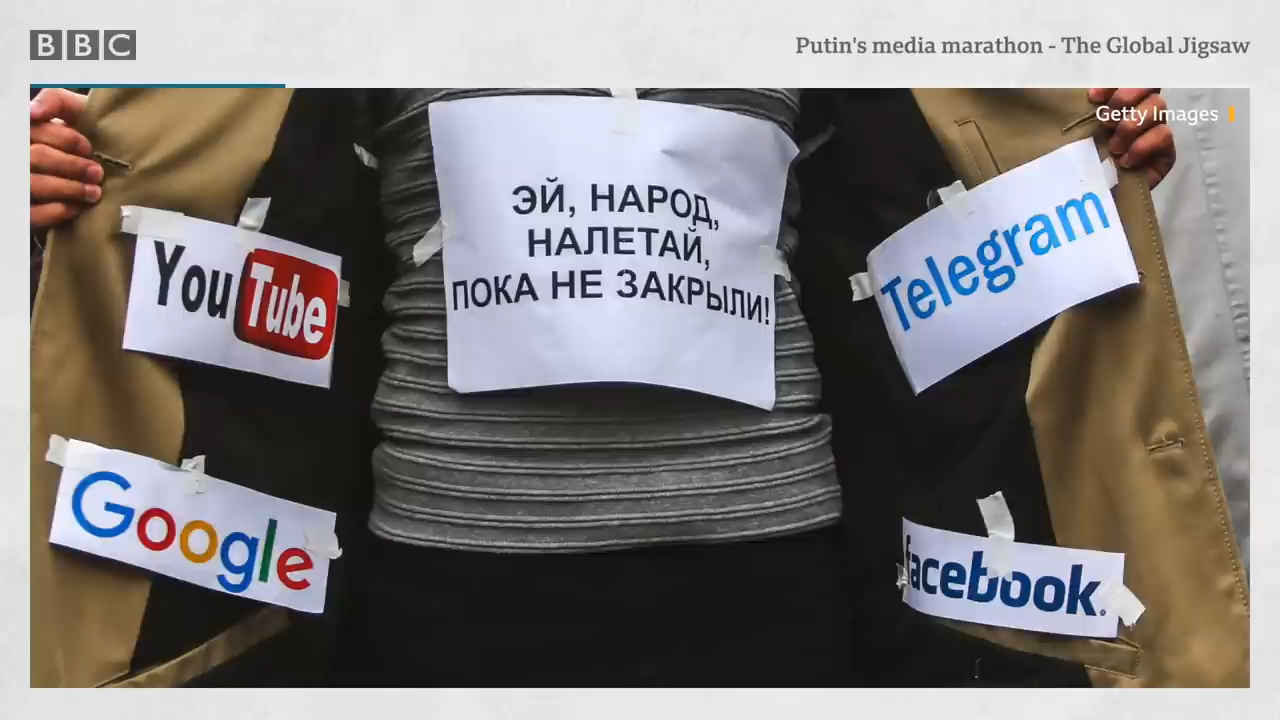 BBC
Putin's media marathon - The Global Jigsaw
Getty Images
ЭЙ, НАРОД,
НАЛЕТАЙ,
ПОКА НЕ ЗАКРЫЛИ!
YouTube
Telegram
Google
facebook.